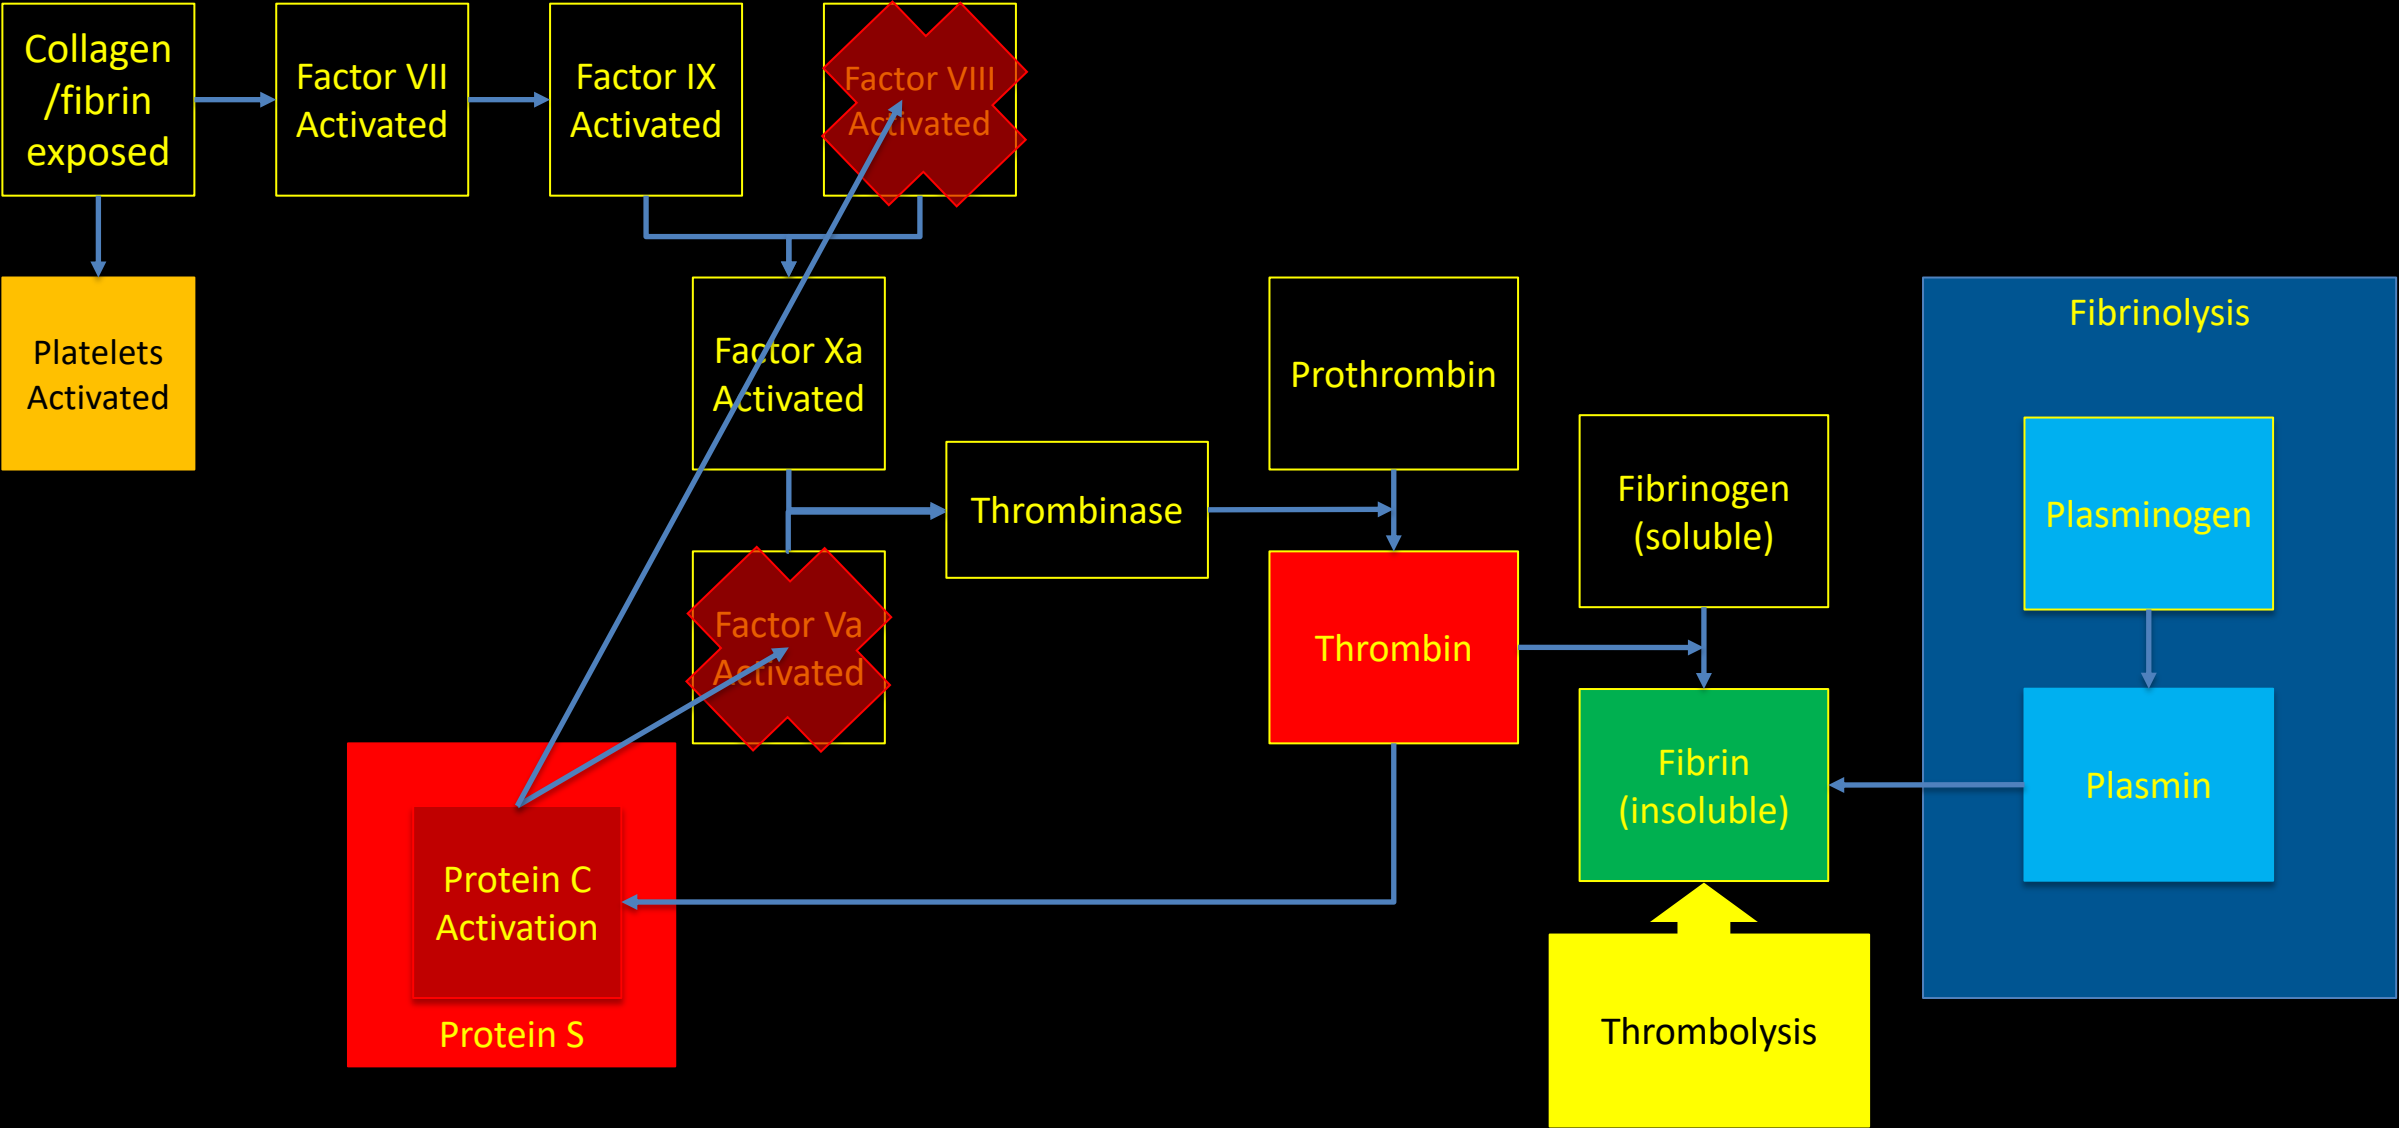 Collagen
/fibrin
exposed
Factor VII
Activated
Factor IX
Activated
Factor VIII
Activated
Platelets
Activated
Factor Xa
Activated
Prothrombin
Fibrinolysis
Thrombinase
Fibrinogen
(soluble)
Plasminogen
Factor Va
Activated
Thrombin
Fibrin
(insoluble)
Plasmin
Protein C
Activation
Protein S
Thrombolysis